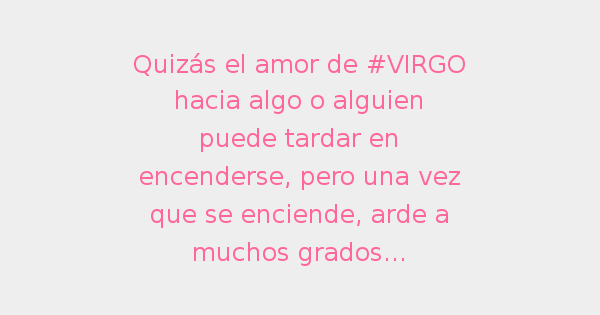 Quizás el amor de #VIRGO
hacia algo o alguien
puede tardar en
encenderse, pero una vez
que se enciende, arde a
muchos grados...